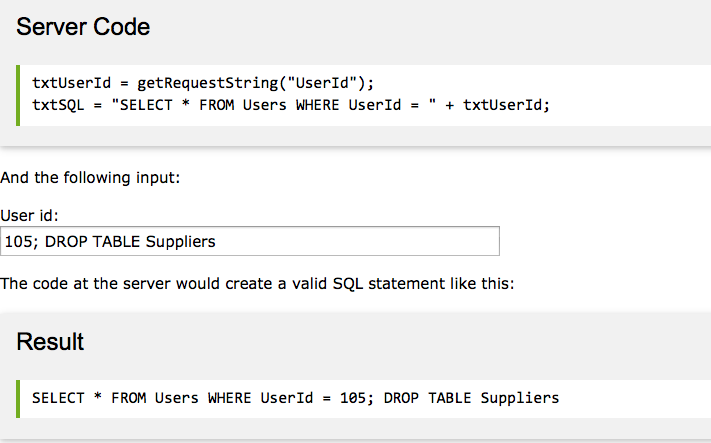 Server Code
txtUserId = getRequestString("UserId");
txtSQL = "SELECT * FROM Users WHERE UserId = " + txtUserId;
And the following input:
User id:
105; DROP TABLE Suppliers
The code at the server would create a valid SQL statement like this:
Result
SELECT * FROM Users WHERE UserId = 105; DROP TABLE Suppliers